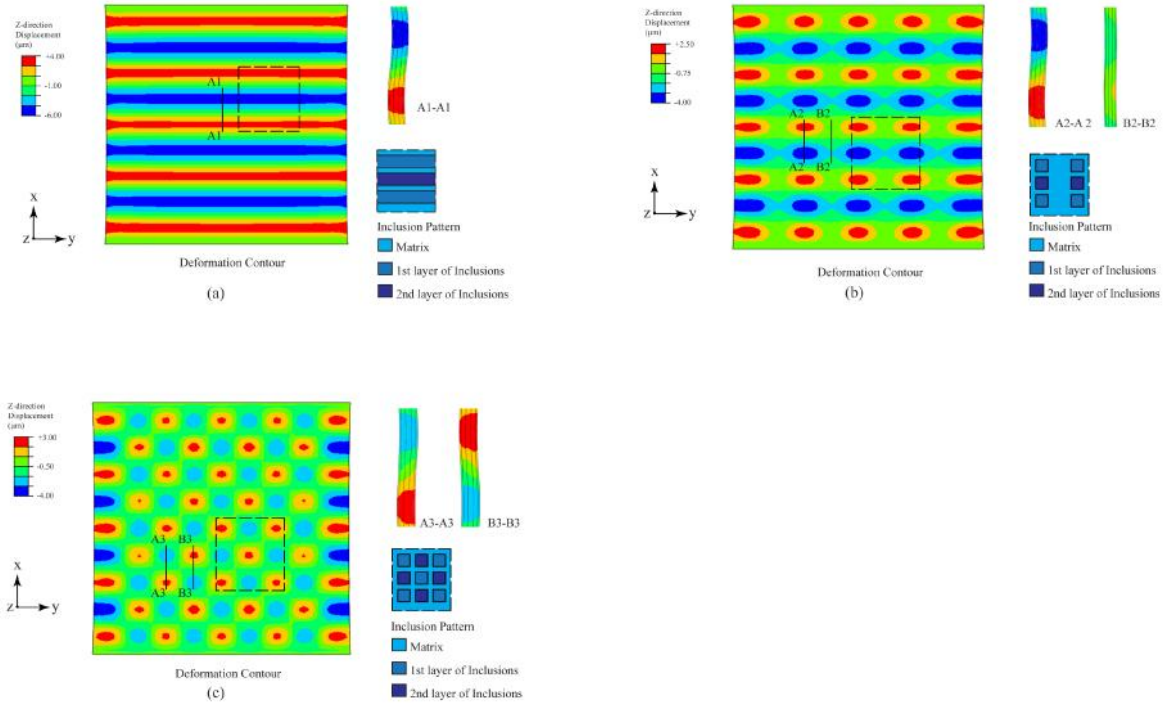 Z-direction
Displacement
(μm)
+4.00
-1.00
-6.00
A1
A1
A1-A1
x
z
y
Inclusion Pattern
Matrix
1st layer of Inclusions
2nd layer of Inclusions
Deformation Contour
(a)
Z-direction
Displacement
(μm)
+2.50
-0.75
-4.00
A2
B2
A2
B2
A2-A 2
B2-B2
x
z
y
Inclusion Pattern
Matrix
1st layer of Inclusions
2nd layer of Inclusions
Deformation Contour
(b)
Z-direction
Displacement
(μm)
+3.00
-0.50
-4.00
A3
B3
A3
B3
A3-A3
B3-B3
x
z
y
Inclusion Pattern
Matrix
1st layer of Inclusions
2nd layer of Inclusions
Deformation Contour
(c)